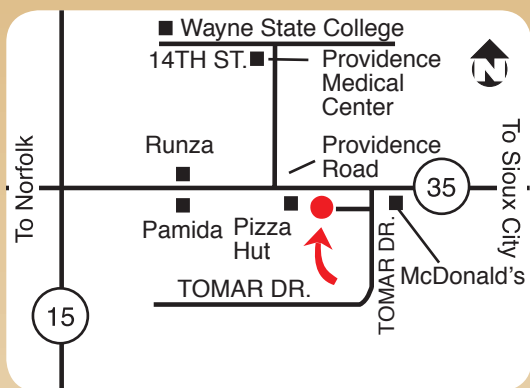 Wayne State College
14TH ST.
Providence
Medical
Center
N
Runza
Providence
Road
To Norfolk
To Sioux City
35
Pamida
Pizza
Hut
McDonald's
TOMAR DR.
TOMAR DR.
15